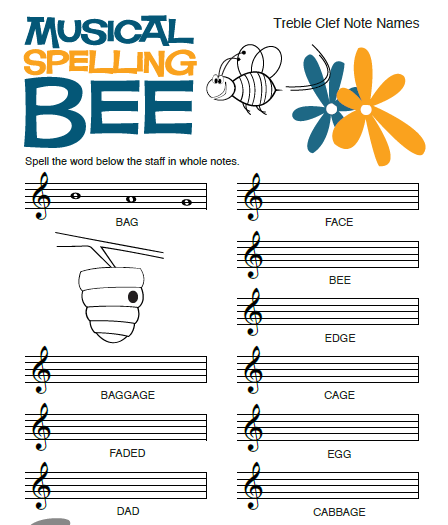 MUSICAL
SPELLING
BEE
Treble Clef Note Names
Spell the word below the staff in whole notes.
BAG
FACE
BEE
EDGE
BAGGAGE
CAGE
FADED
EGG
DAD
CABBAGE